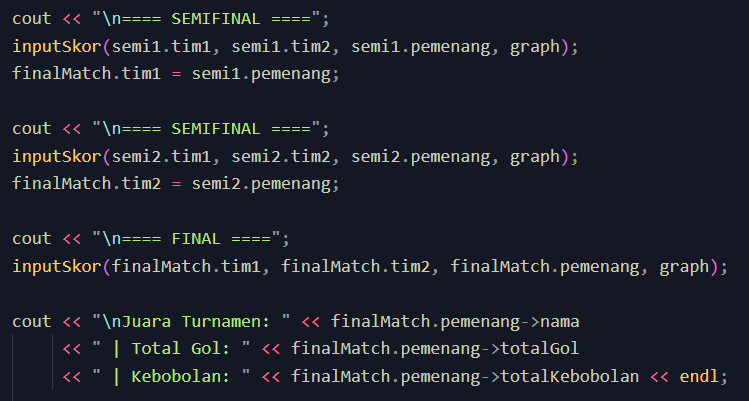 cout << "\n==== SEMIFINAL ====";
inputSkor(semi1.tim1, semi1.tim2, semi1.pemenang, graph);
finalMatch.tim1 = semi1.pemenang;
cout << "\n==== SEMIFINAL ====";
inputSkor(semi2.tim1, semi2.tim2, semi2.pemenang, graph);
finalMatch.tim2 = semi2.pemenang;
cout << "\n==== FINAL ====";
inputSkor(finalMatch.tim1, finalMatch.tim2, finalMatch.pemenang, graph);
cout << "\nJuara Turnamen: " << finalMatch.pemenang->nama
<< " | Total Gol: " << finalMatch.pemenang->totalGol
<< " | Kebobolan: " << finalMatch.pemenang->totalKebobolan << endl;